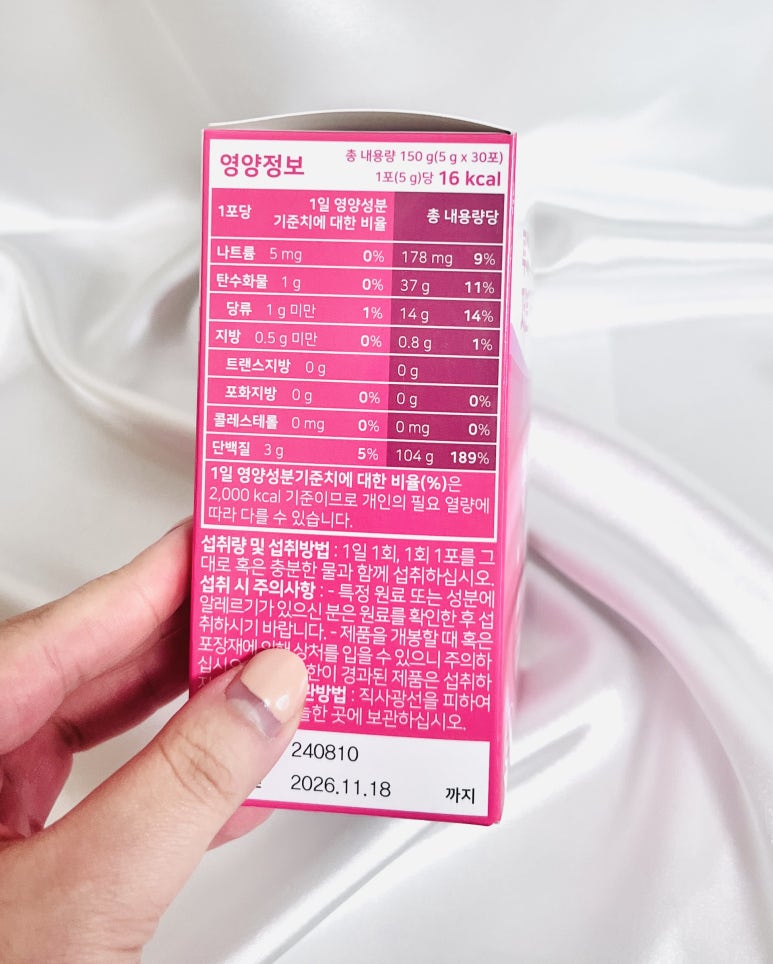 영양정보
총 내용량 150 g(5 g x 30포)
1포(5 g)당 16 kcal
1포당 1일 영양성분 기준치에 대한 비율 총 내용량당
나트륨 5 mg 0% 178 mg 9%
탄수화물 1 g 0% 37 g 11%
당류 1 g 미만 1% 14 g 14%
지방 0.5 g 미만 0% 0.8 g 1%
트랜스지방 0 g 0 g
포화지방 0 g 0% 0 g 0%
콜레스테롤 0 mg 0% 0 mg 0%
단백질 3 g 5% 104 g 189%
1일 영양성분기준치에 대한 비율(%)은
2,000 kcal 기준이므로 개인의 필요 열량에
따라 다를 수 있습니다.
섭취량 및 섭취방법 : 1일 1회, 1회 1포를 그
대로 혹은 충분한 물과 함께 섭취하십시오.
섭취 시 주의사항 : - 특정 원료 또는 성분에
알레르기가 있으신 분은 원료를 확인한 후 섭
취하시기 바랍니다. - 제품을 개봉할 때 혹은
포장재에 상처를 입을 수 있으니 주의하
한이 경과된 제품은 섭취하
관방법 : 직사광선을 피하여
늘한 곳에 보관하십시오.
240810
2026.11.18 까지